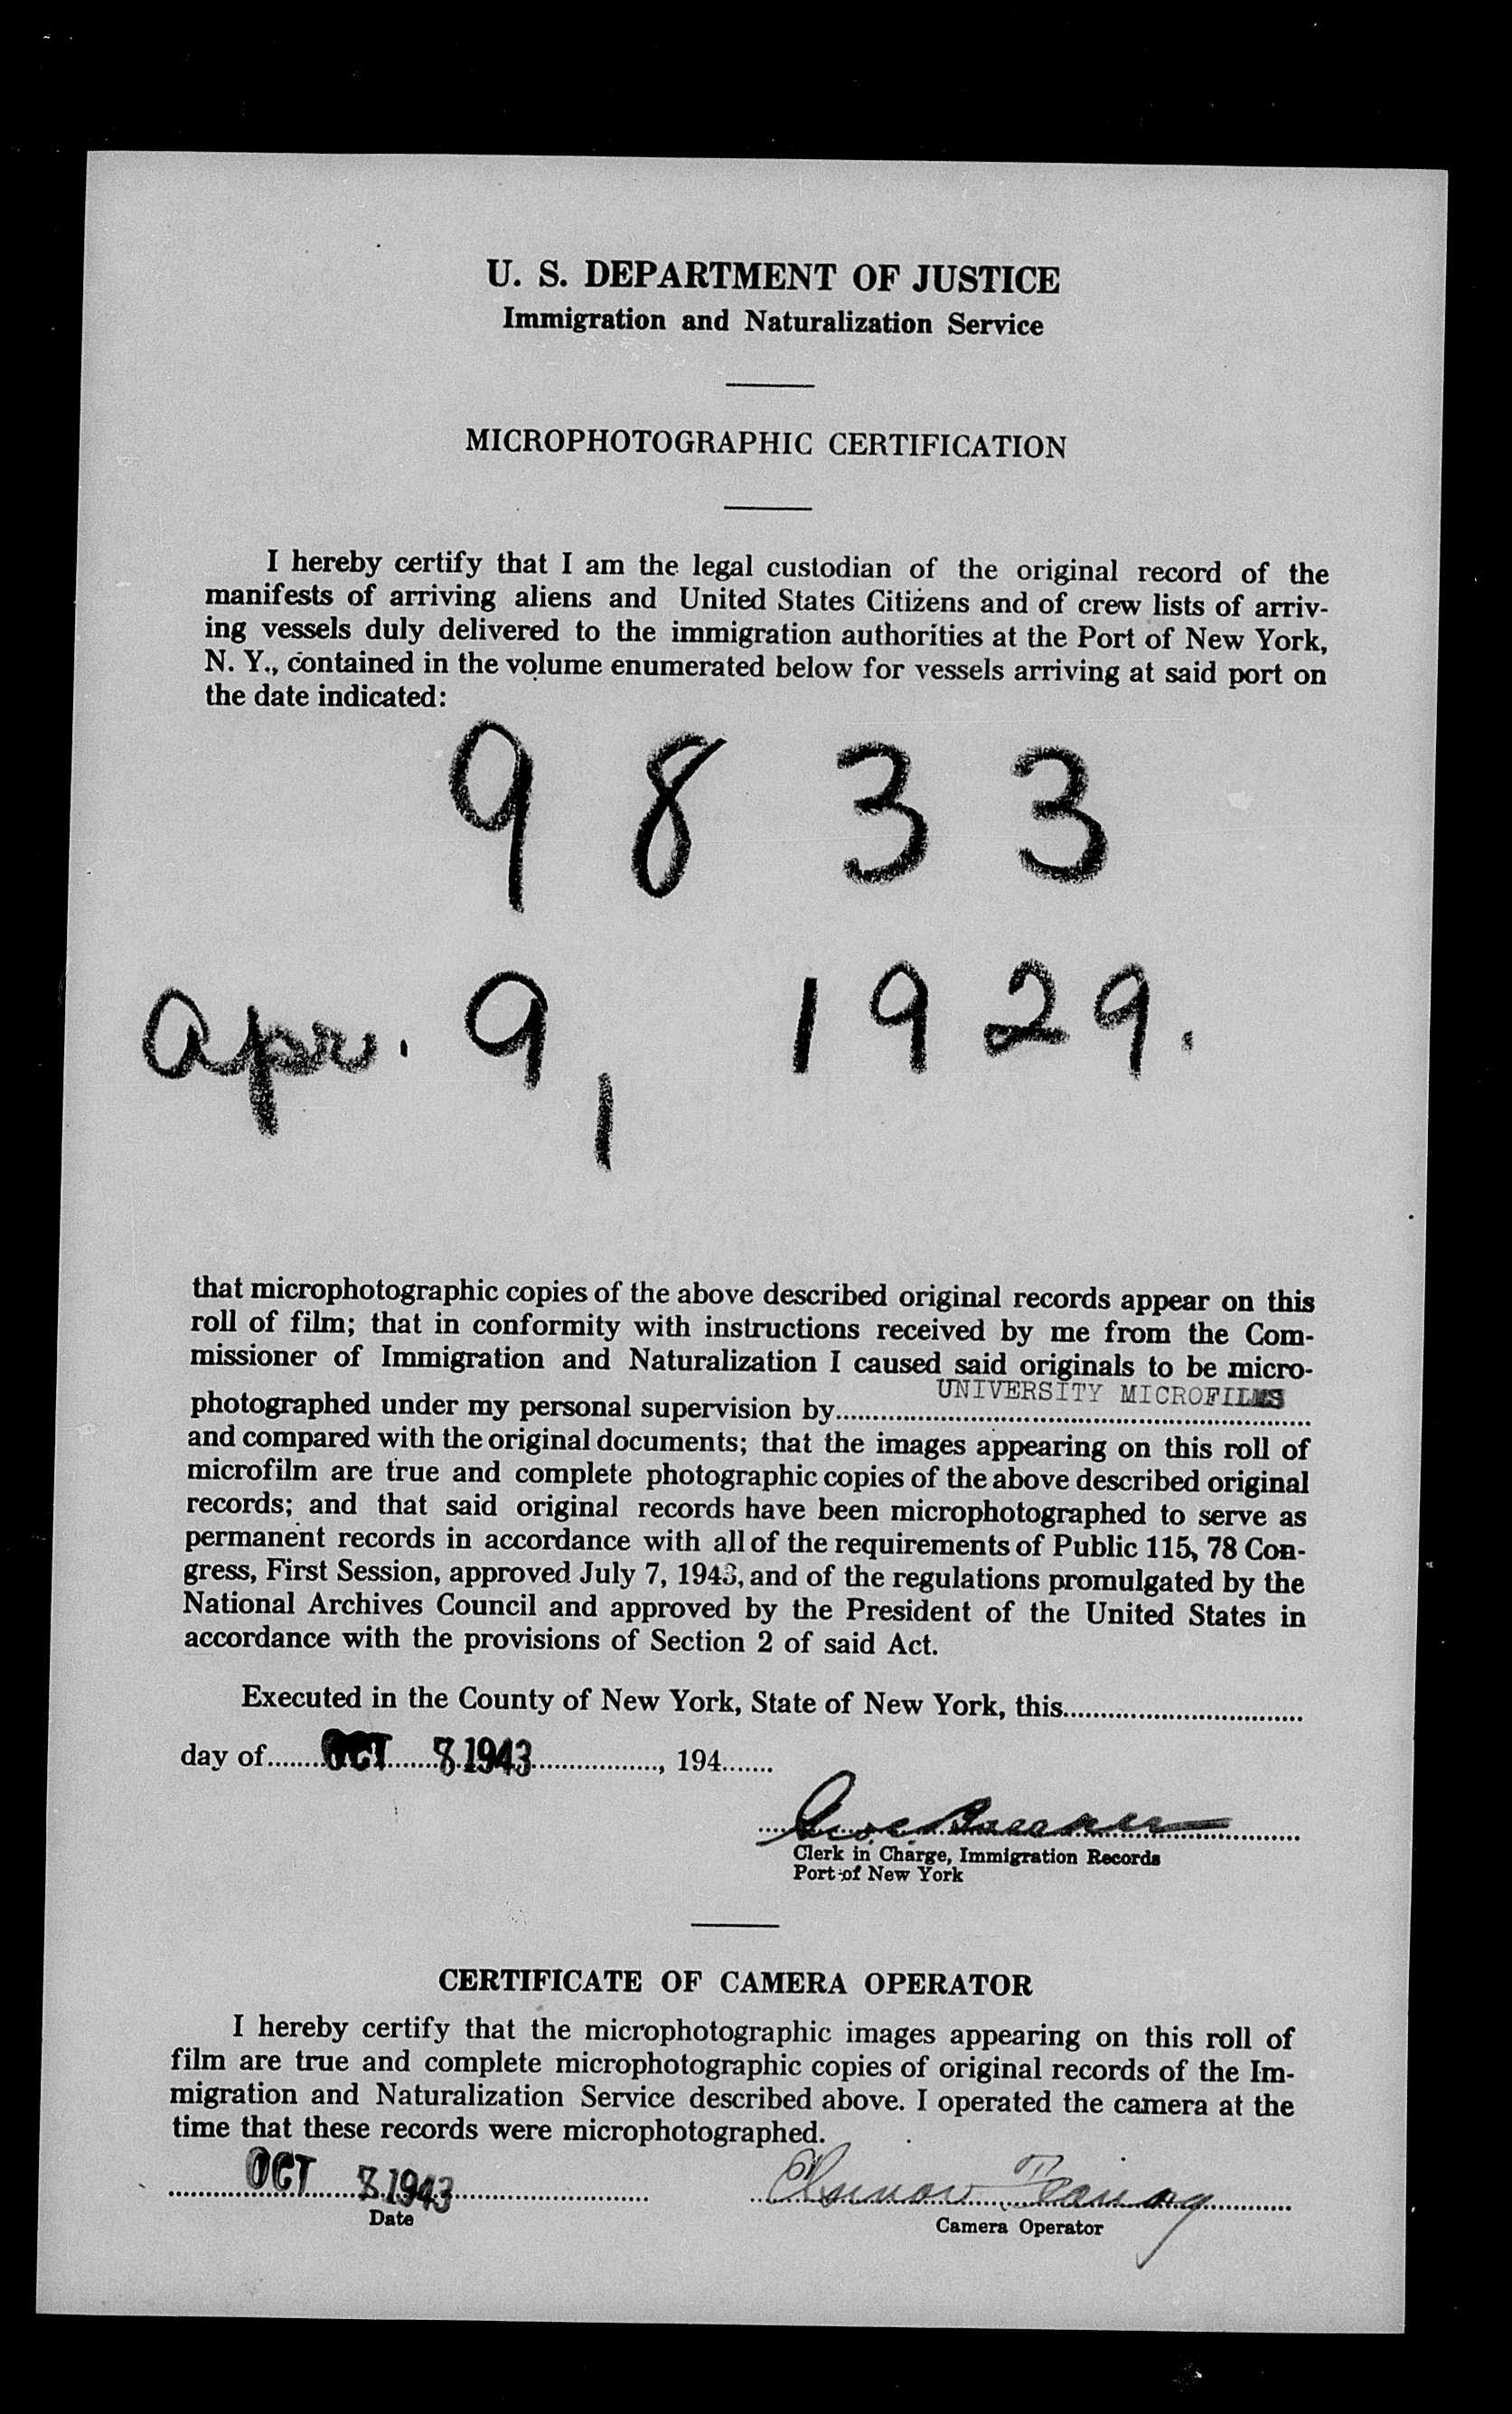 U. S. DEPARTMENT OF JUSTICE
Immigration and Naturalization Service
MICROPHOTOGRAPHIC CERTIFICATION
I hereby certify that I am the legal custodian of the original record of the
manifests of arriving aliens and United States Citizens and of crew lists of arriv-
ing vessels duly delivered to the immigration authorities at the Port of New York,
N. Y., contained in the volume enumerated below for vessels arriving at said port on
the date indicated:
9 8 3 3
Apr. 9, 1929.
that microphotographic copies of the above described original records appear on this
roll of film; that in conformity with instructions received by me from the Com-
missioner of Immigration and Naturalization I caused said originals to be micro-
photographed under my personal supervision by UNIVERSITY MICROFILMS
and compared with the original documents; that the images appearing on this roll of
microfilm are true and complete photographic copies of the above described original
records; and that said original records have been microphotographed to serve as
permanent records in accordance with all of the requirements of Public 115, 78 Con-
gress, First Session, approved July 7, 1943, and of the regulations promulgated by the
National Archives Council and approved by the President of the United States in
accordance with the provisions of Section 2 of said Act.
Executed in the County of New York, State of New York, this
day of OCT 8 1943, 194
Clerk in Charge, Immigration Records
Port of New York
CERTIFICATE OF CAMERA OPERATOR
I hereby certify that the microphotographic images appearing on this roll of
film are true and complete microphotographic copies of original records of the Im-
migration and Naturalization Service described above. I operated the camera at the
time that these records were microphotographed.
OCT 8 1943
Date
Camera Operator